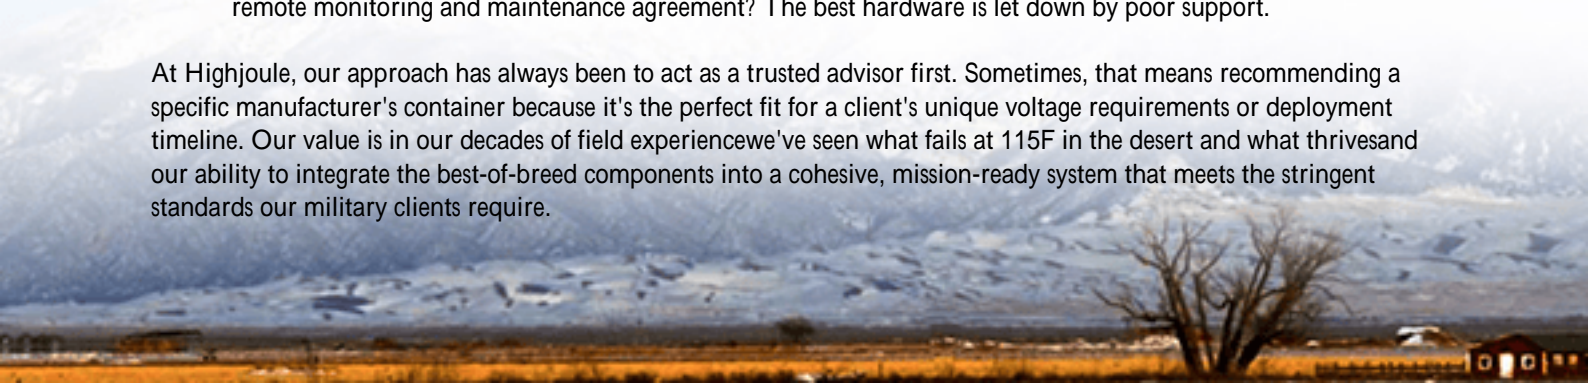 remote monitoring and maintenance agreement? The best hardware is let down by poor support.
At Highjoule, our approach has always been to act as a trusted advisor first. Sometimes, that means recommending a
specific manufacturer's container because it's the perfect fit for a client's unique voltage requirements or deployment
timeline. Our value is in our decades of field experiencewe've seen what fails at 115F in the desert and what thrivesand
our ability to integrate the best-of-breed components into a cohesive, mission-ready system that meets the stringent
standards our military clients require.